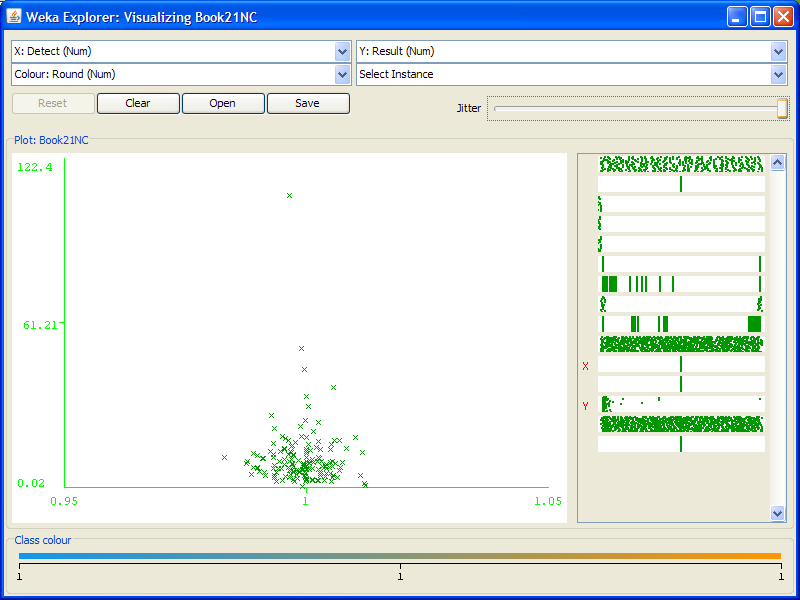 Weka Explorer: Visualizing Book21NC
X: Detect (Num)
Y: Result (Num)
Colour: Round (Num)
Select Instance
Reset
Clear
Open
Save
Jitter
Plot: Book21NC
122.4
61.21
0.02
0.95
1
1.05
X
Y
Class colour
1
1
1